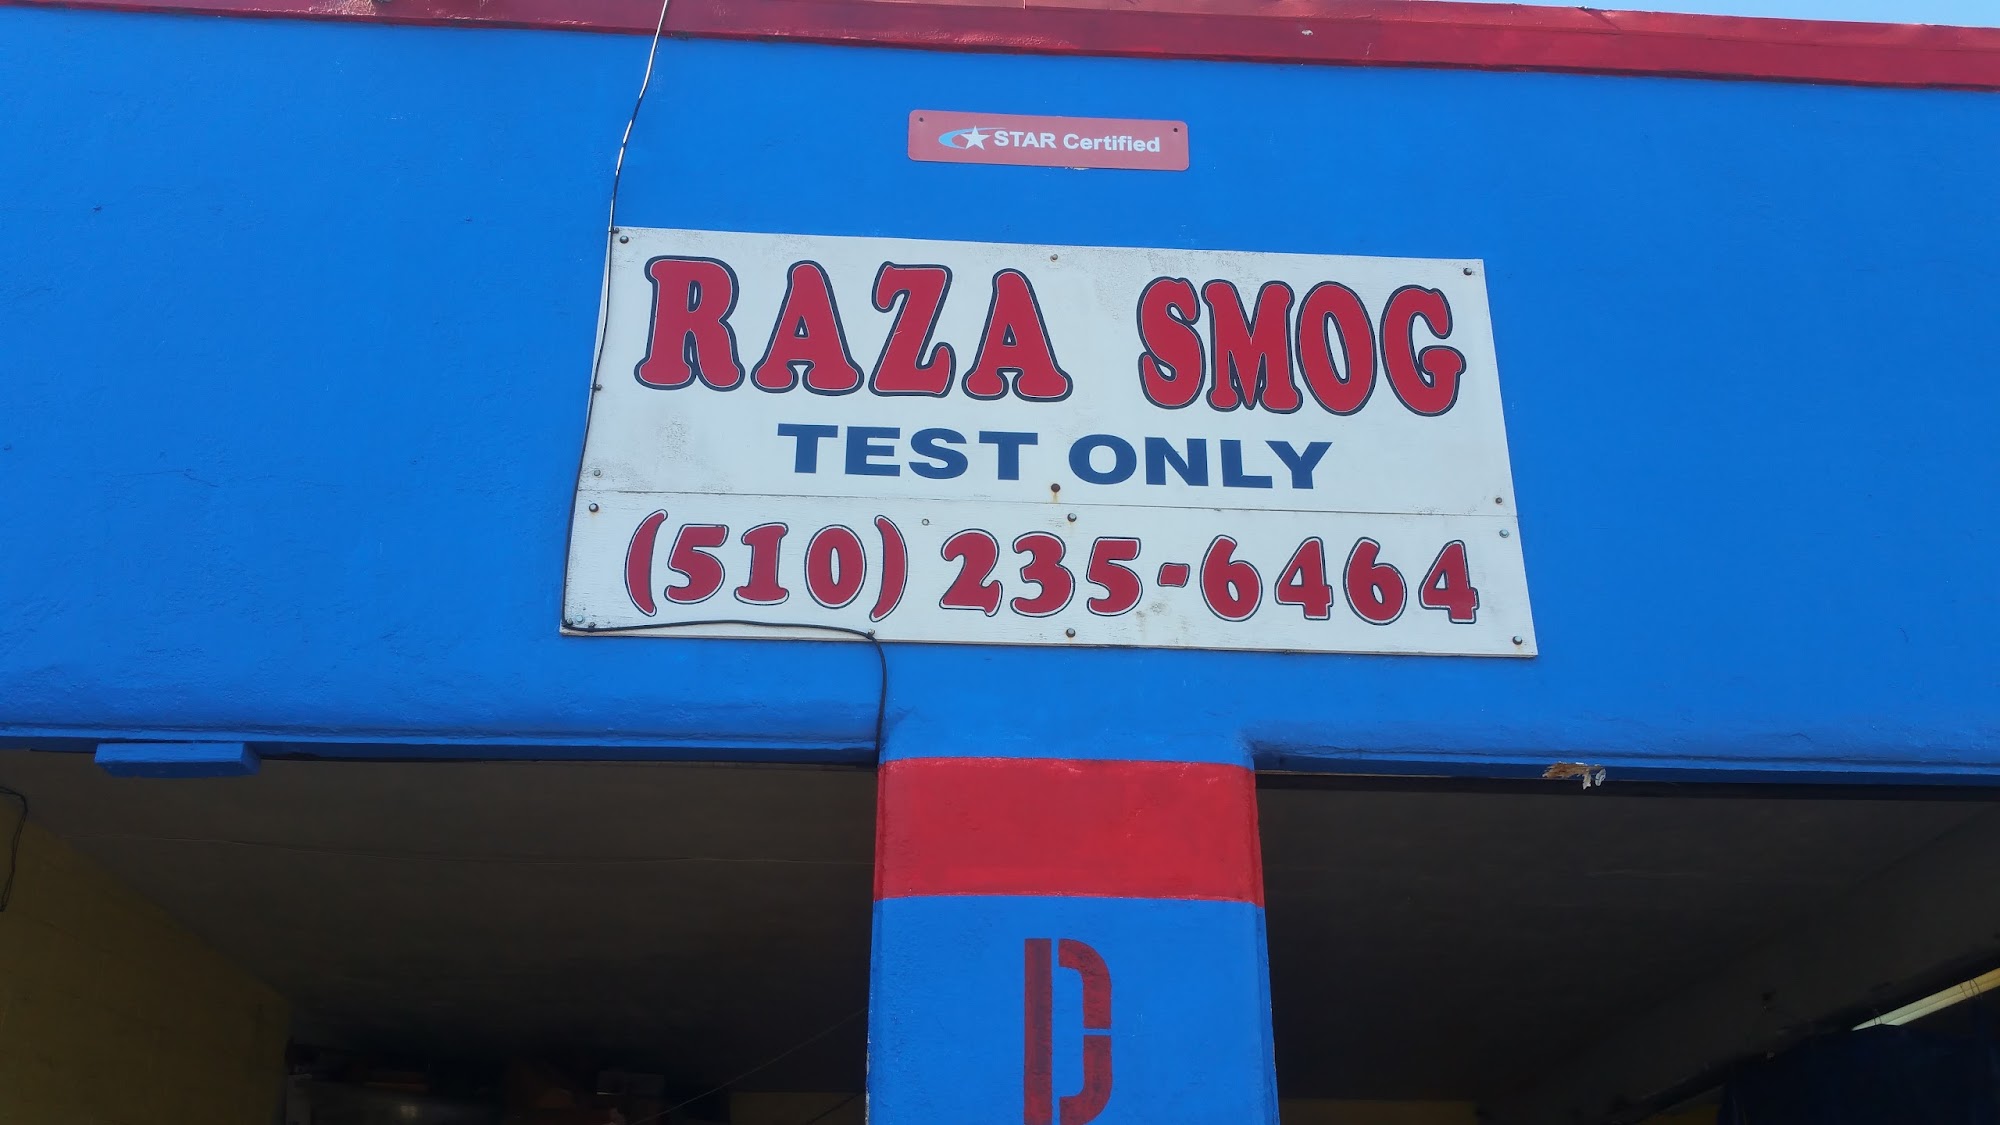 STAR Certified
RAZA SMOG
TEST ONLY
(510) 235-6464
D